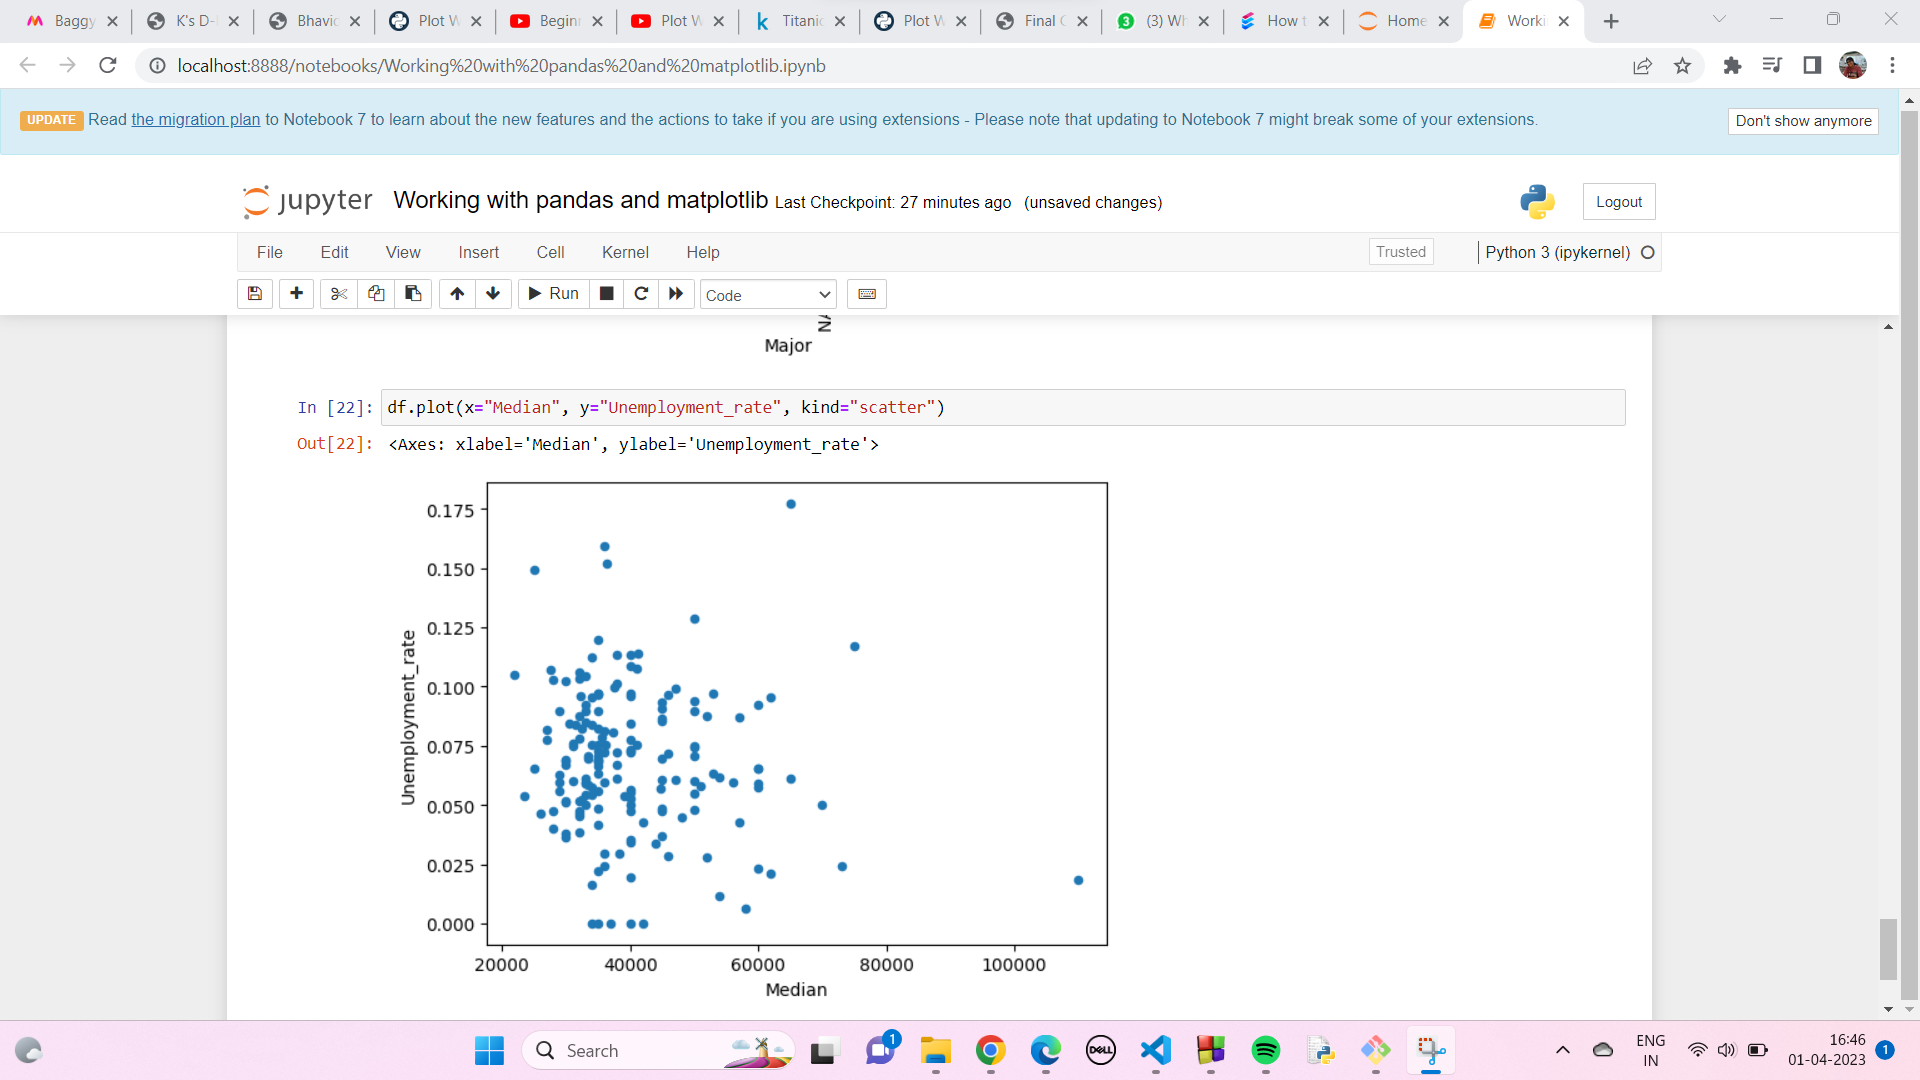 Baggy
K's D-
Bhavic
Plot W
Beginn
Plot W
Titanic
Plot W
Final C
(3) Wh
How t
Home
Worki
localhost:8888/notebooks/Working%20with%20pandas%20and%20matplotlib.ipynb
UPDATE Read the migration plan to Notebook 7 to learn about the new features and the actions to take if you are using extensions - Please note that updating to Notebook 7 might break some of your extensions.
Don't show anymore
jupyter Working with pandas and matplotlib Last Checkpoint: 27 minutes ago (unsaved changes)
Logout
File Edit View Insert Cell Kernel Help
Trusted
Python 3 (ipykernel)
Run
Code
Major
In [22]: df.plot(x="Median", y="Unemployment_rate", kind="scatter")
Out[22]: <Axes: xlabel='Median', ylabel='Unemployment_rate'>
0.175
0.150
0.125
0.100
0.075
0.050
0.025
0.000
Unemployment_rate
20000 40000 60000 80000 100000
Median
Search
1
DELL
ENG
IN
16:46
01-04-2023
1